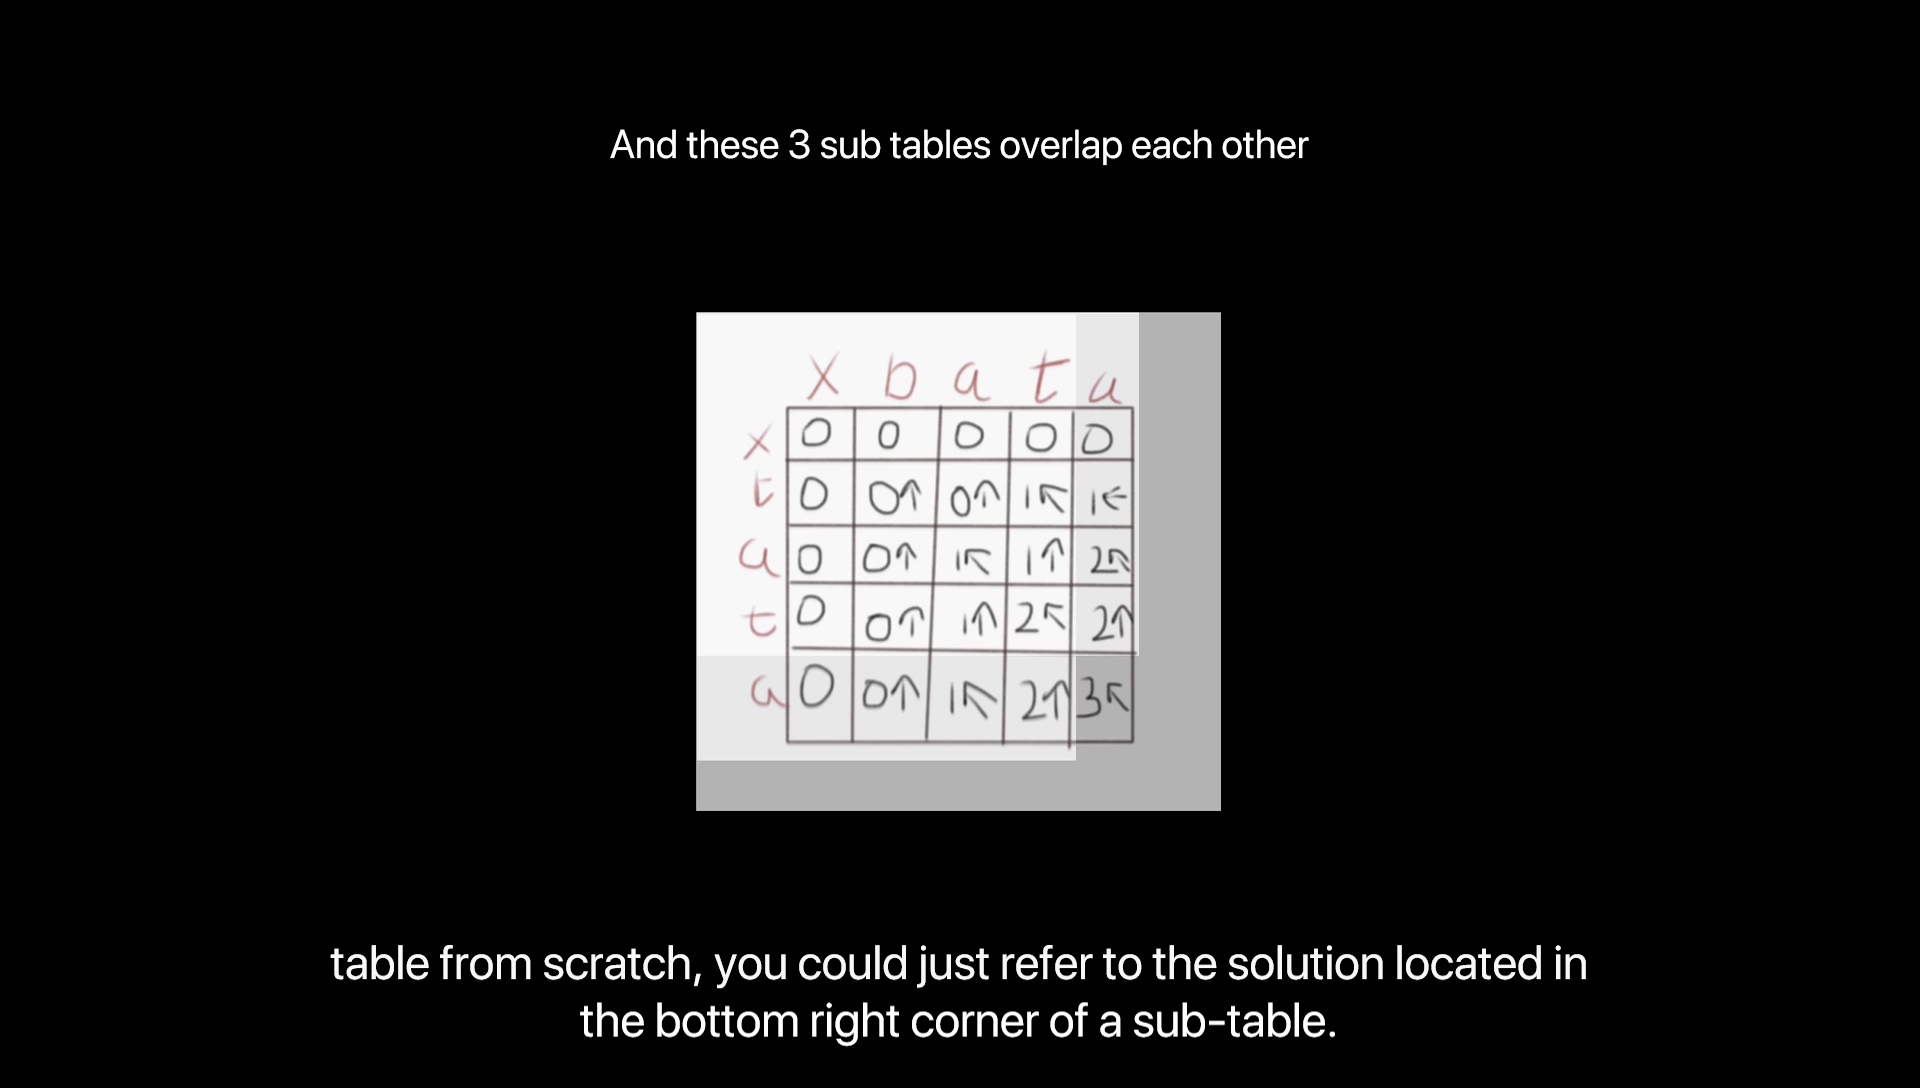 And these 3 sub tables overlap each other
x b a t a
x 0 0 0 0 0
t 0 0↑ 0↑ 1↖ 1←
a 0 0↑ 1↖ 1↑ 2↖
t 0 0↑ 1↑ 2↖ 2↑
a 0 0↑ 1↖ 2↑ 3↖
table from scratch, you could just refer to the solution located in
the bottom right corner of a sub-table.